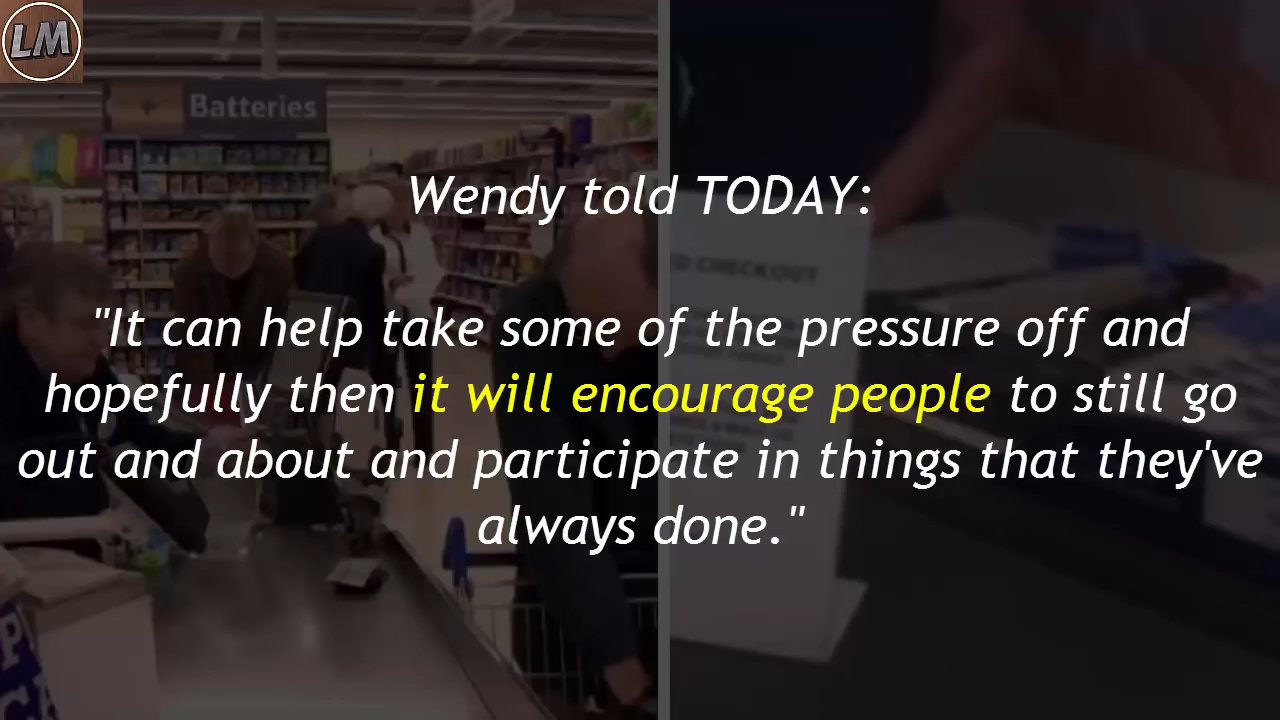 LM
Batteries
Wendy told TODAY:
D CHECKOUT
"It can help take some of the pressure off and
hopefully then it will encourage people to still go
out and about and participate in things that they've
always done."